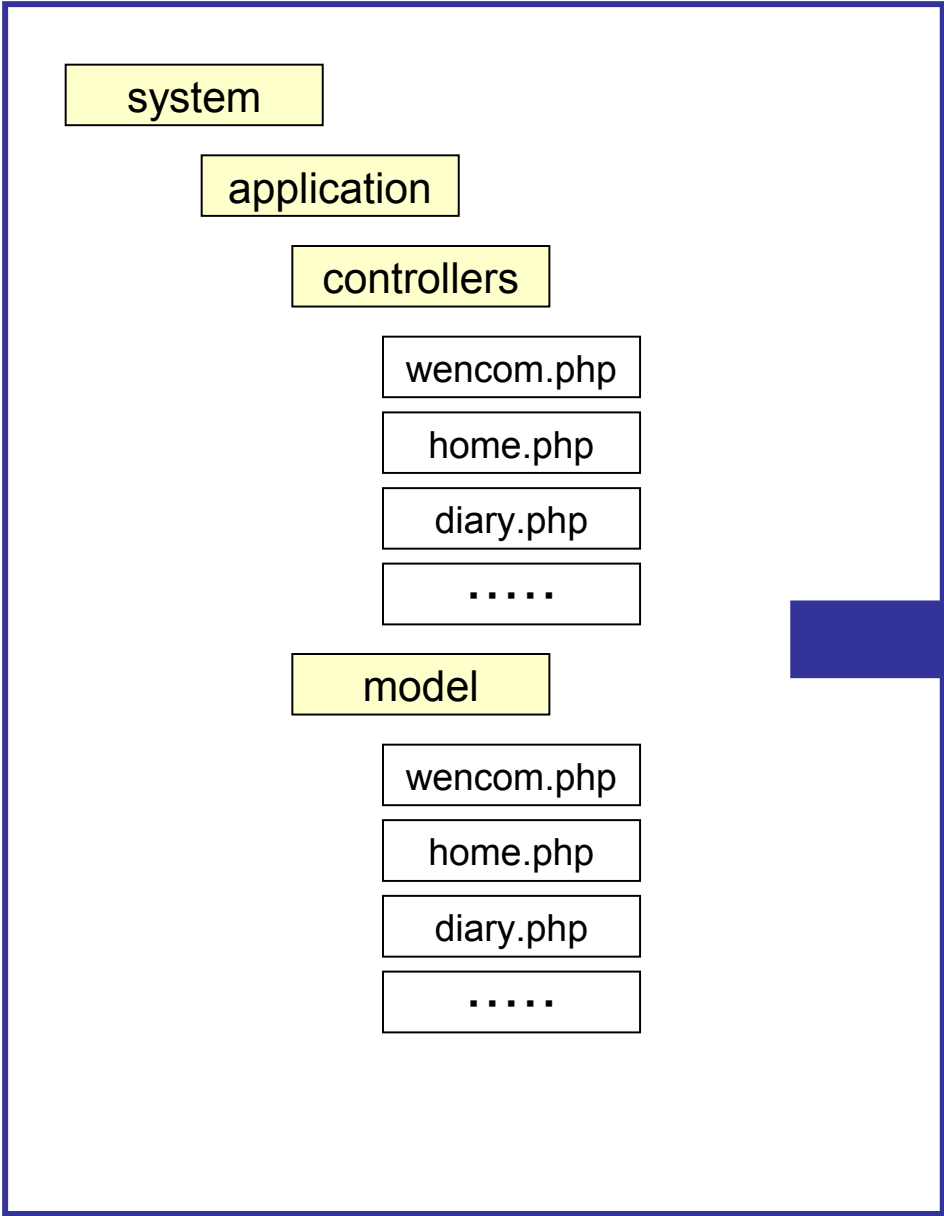 system
application
controllers
wencom.php
home.php
diary.php
.....
model
wencom.php
home.php
diary.php
.....